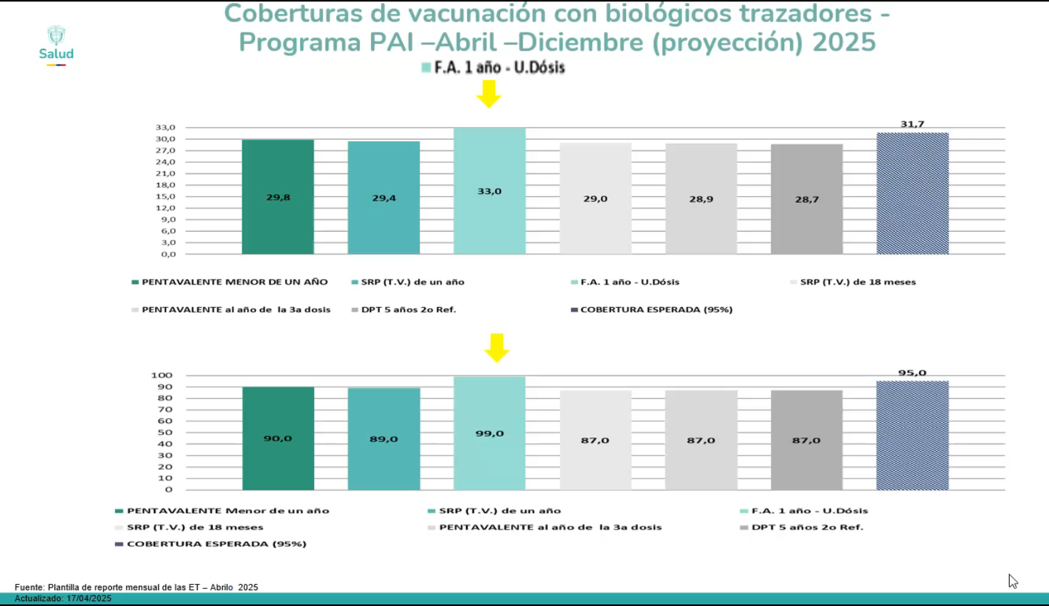 Coberturas de vacunación con biológicos trazadores -
Programa PAI –Abril –Diciembre (proyección) 2025
Salud
F.A. 1 año - U.Dósis
33,0
30,0
27,0
24,0
21,0
18,0
15,0
12,0
9,0
6,0
3,0
0,0
29,8
29,4
33,0
29,0
28,9
28,7
31,7
PENTAVALENTE MENOR DE UN AÑO
SRP (T.V.) de un año
F.A. 1 año - U.Dósis
SRP (T.V.) de 18 meses
PENTAVALENTE al año de la 3a dosis
DPT 5 años 2o Ref.
COBERTURA ESPERADA (95%)
100
90
80
70
60
50
40
30
20
10
0
90,0
89,0
99,0
87,0
87,0
87,0
95,0
PENTAVALENTE Menor de un año
SRP (T.V.) de un año
F.A. 1 año - U.Dósis
SRP (T.V.) de 18 meses
PENTAVALENTE al año de la 3a dosis
DPT 5 años 2o Ref.
COBERTURA ESPERADA (95%)
Fuente: Plantilla de reporte mensual de las ET – Abrilo 2025
Actualizado: 17/04/2025